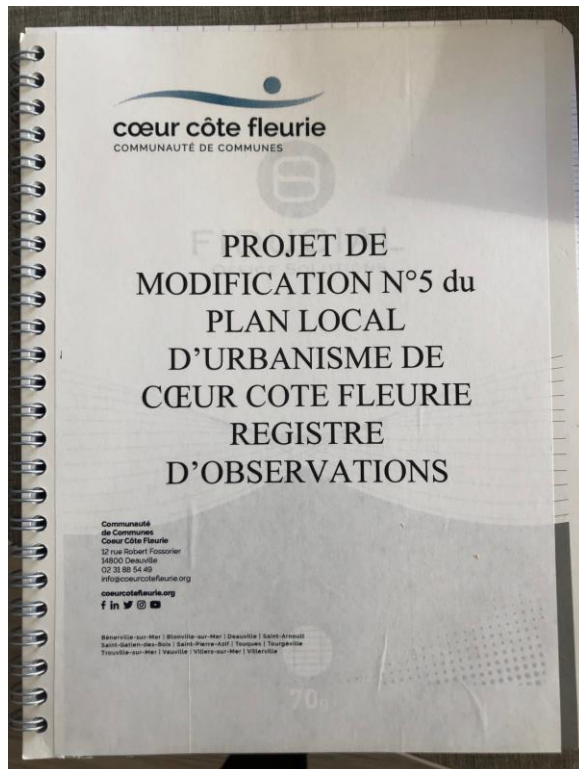 cœur côte fleurie
COMMUNAUTÉ DE COMMUNES
PROJET DE
MODIFICATION N°5 du
PLAN LOCAL
D'URBANISME DE
CŒUR COTE FLEURIE
REGISTRE
D'OBSERVATIONS
Communauté
de Communes
Coeur Côte Fleurie
12 rue Robert Fossorier
14800 Deauville
02 31 88 54 49
info@coeurcotefleurie.org
coeurcotefleurie.org
Bénerville-sur-Mer | Blonville-sur-Mer | Deauville | Saint-Arnoult
Saint-Gatien-des-Bois | Saint-Pierre-Azif | Touques | Tourgéville
Trouville-sur-Mer | Vauville | Villers-sur-Mer | Villerville
70g